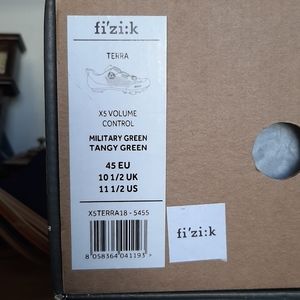 fi'zi:k
TERRA
X5 VOLUME
CONTROL
MILITARY GREEN
TANGY GREEN
45 EU
10 1/2 UK
11 1/2 US
X5TERRA18 - 5455
8 058364 041193 >
fi'zi:k